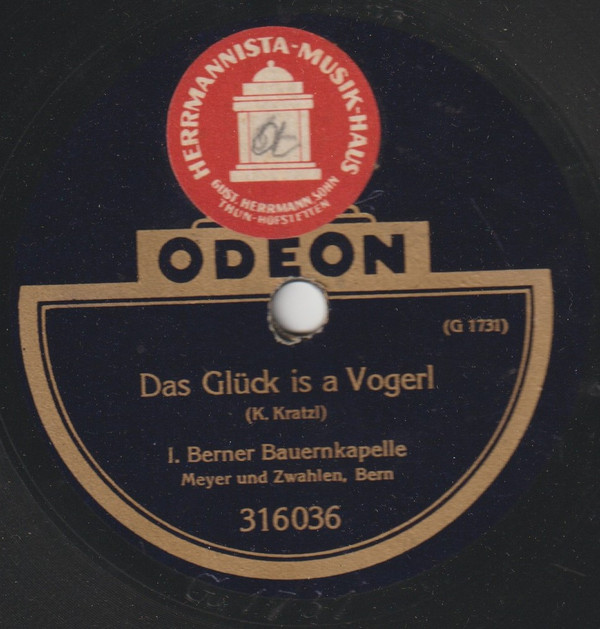 HERRMANNISTA-MUSIK-HAUS
GUST. HERRMANN, SOHN
THUN-HOFSTETTEN
ODEON
(G 1731)
Das Glück is a Vogerl
(K. Kratzl)
I. Berner Bauernkapelle
Meyer und Zwahlen, Bern
316036
1731